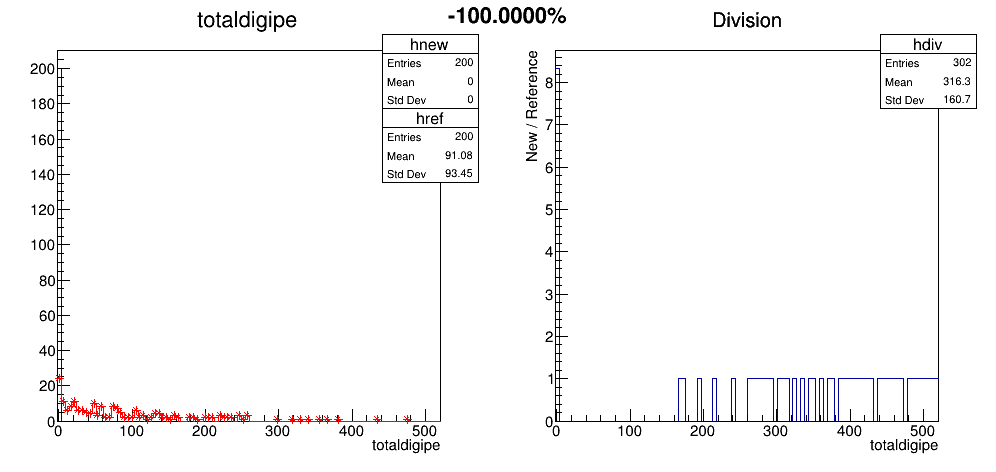 totaldigipe
-100.0000%
Division
hnew
Entries 200
Mean 0
Std Dev 0
href
Entries 200
Mean 91.08
Std Dev 93.45
200
180
160
140
120
100
80
60
40
20
0
0 100 200 300 400 500
totaldigipe
hdiv
Entries 302
Mean 316.3
Std Dev 160.7
New / Reference
8
7
6
5
4
3
2
1
0
0 100 200 300 400 500
totaldigipe